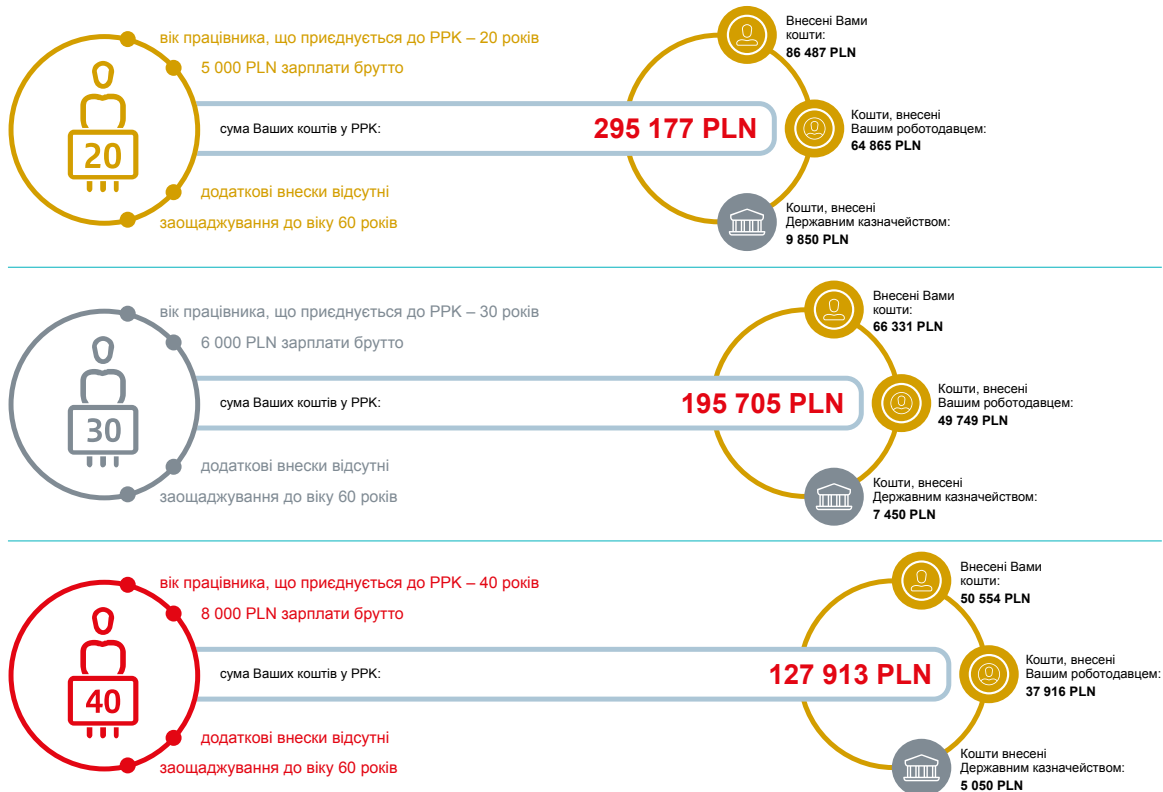 вік працівника, що приєднується до PPK – 20 років
5 000 PLN зарплати брутто
20
сума Ваших коштів у PPK:
295 177 PLN
додаткові внески відсутні
заощаджування до віку 60 років
Внесені Вами
кошти:
86 487 PLN
Кошти, внесені
Вашим роботодавцем:
64 865 PLN
Кошти, внесені
Державним казначейством:
9 850 PLN
вік працівника, що приєднується до PPK – 30 років
6 000 PLN зарплати брутто
30
сума Ваших коштів у PPK:
195 705 PLN
додаткові внески відсутні
заощаджування до віку 60 років
Внесені Вами
кошти:
66 331 PLN
Кошти, внесені
Вашим роботодавцем:
49 749 PLN
Кошти, внесені
Державним казначейством:
7 450 PLN
вік працівника, що приєднується до PPK – 40 років
8 000 PLN зарплати брутто
40
сума Ваших коштів у PPK:
127 913 PLN
додаткові внески відсутні
заощаджування до віку 60 років
Внесені Вами
кошти:
50 554 PLN
Кошти, внесені
Вашим роботодавцем:
37 916 PLN
Кошти внесені
Державним казначейством:
5 050 PLN